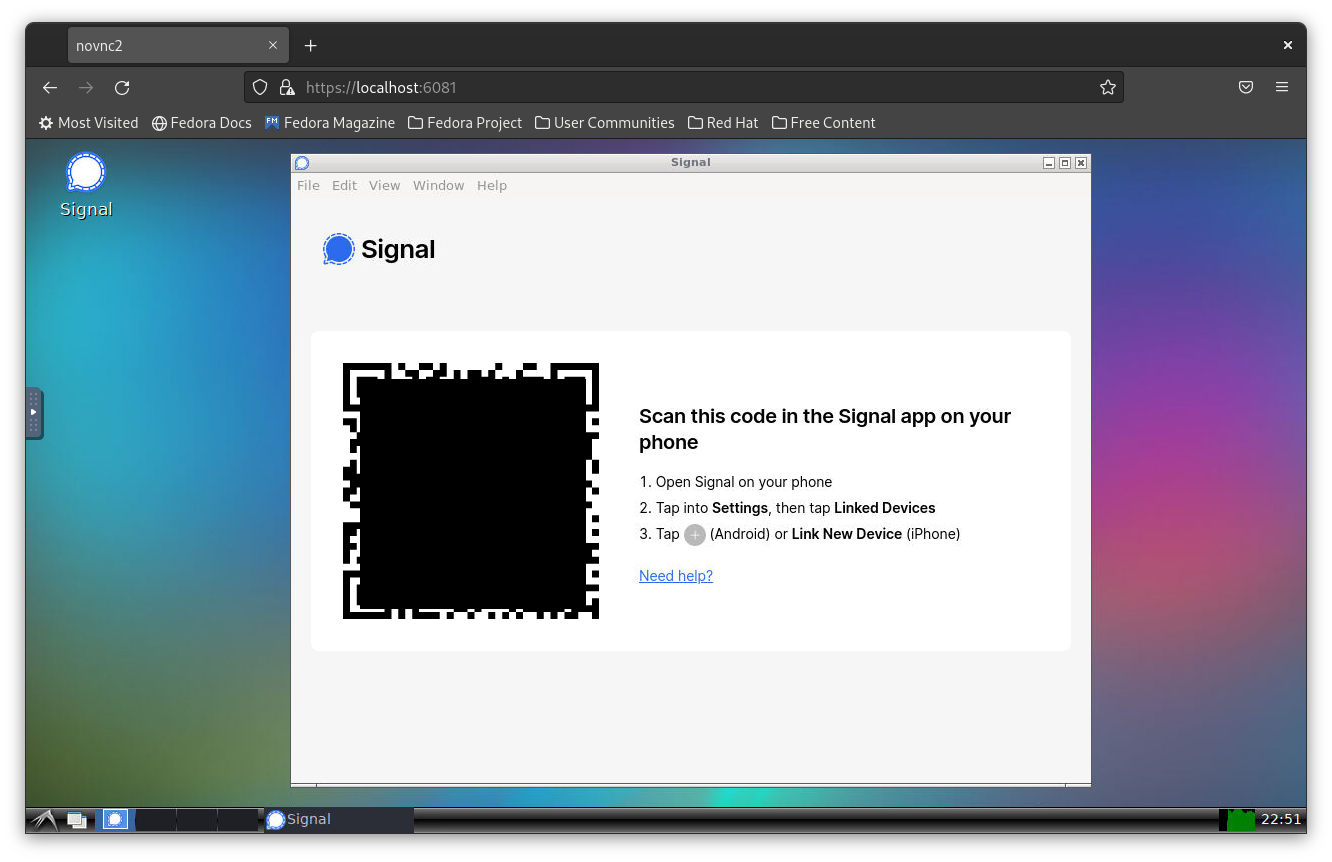 novnc2
https://localhost:6081
Most Visited Fedora Docs FM Fedora Magazine Fedora Project User Communities Red Hat Free Content
Signal
Signal
File Edit View Window Help
Signal
Scan this code in the Signal app on your
phone
1. Open Signal on your phone
2. Tap into Settings, then tap Linked Devices
3. Tap + (Android) or Link New Device (iPhone)
Need help?
Signal
22:51